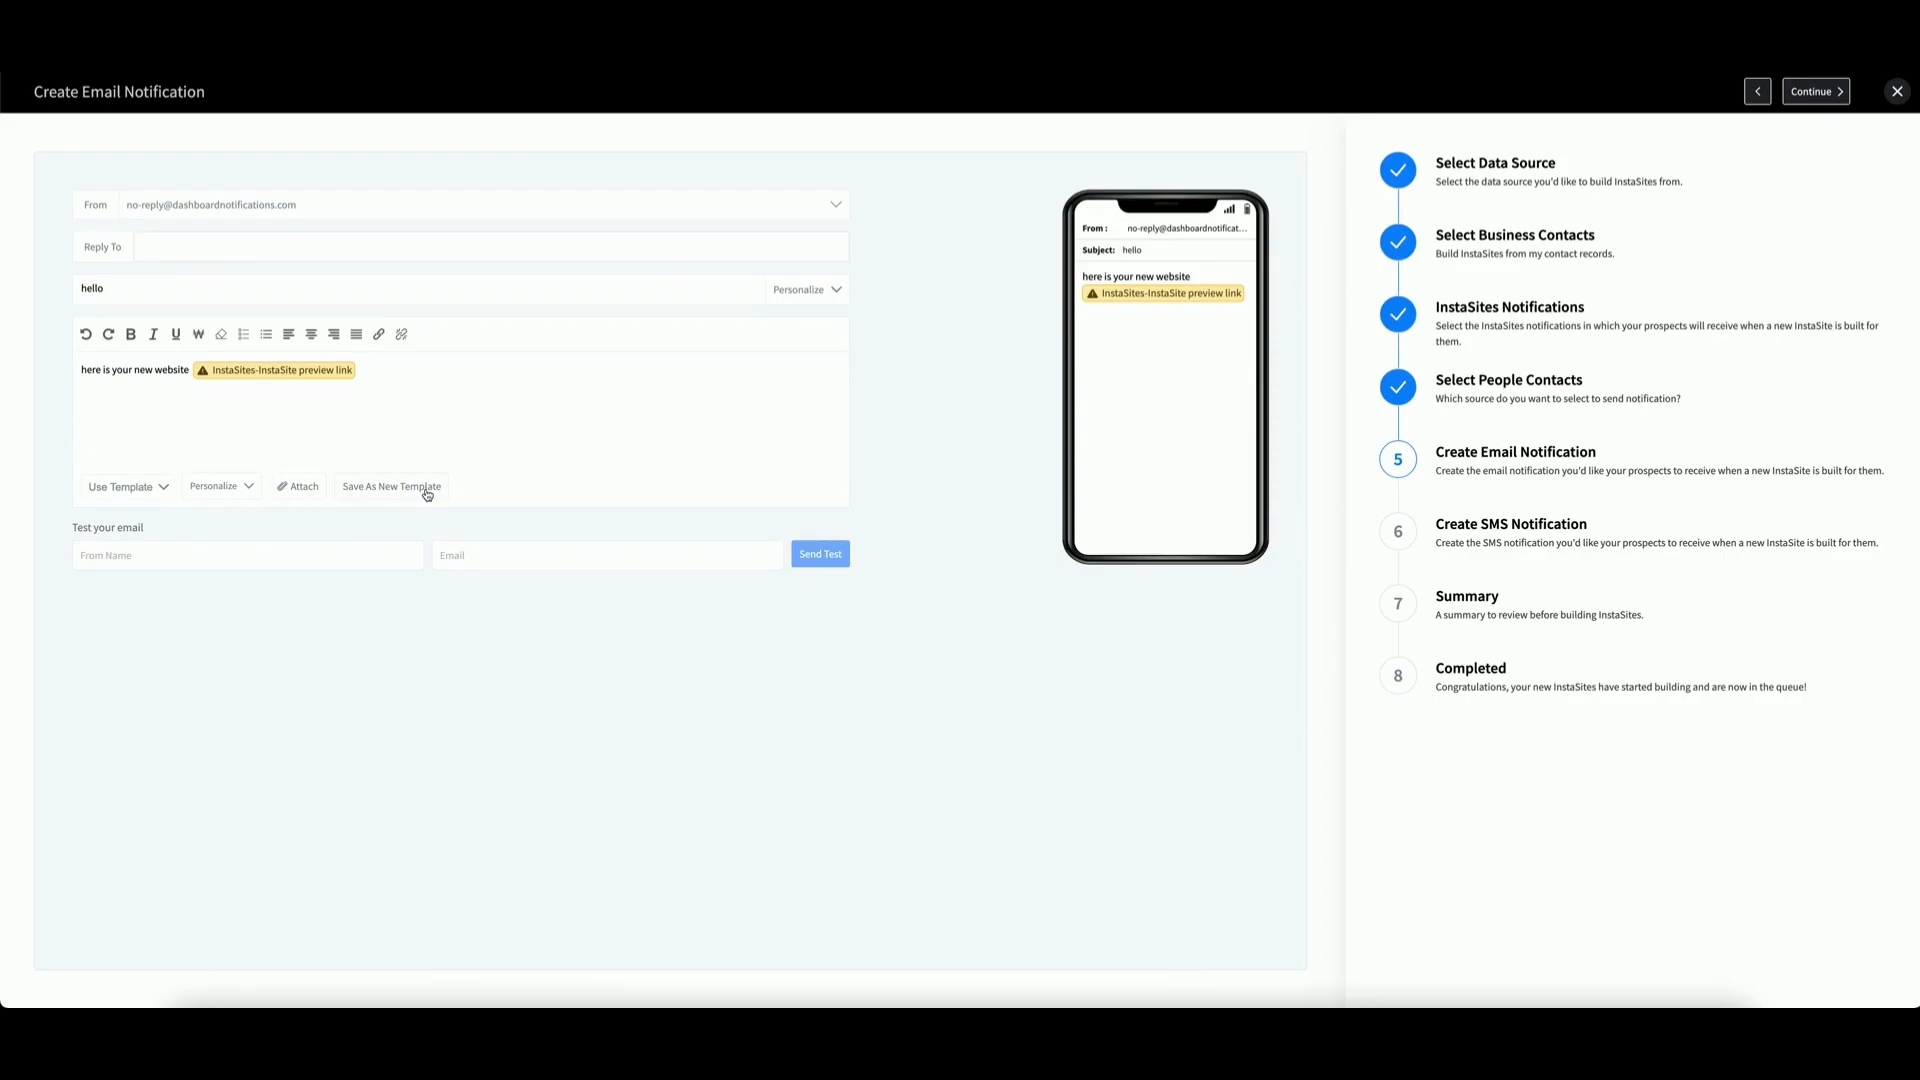 Create Email Notification
Continue
From no-reply@dashboardnotifications.com
Reply To
hello Personalize
here is your new website InstaSites-InstaSite preview link
Use Template Personalize Attach Save As New Template
Test your email
From Name Email Send Test
From : no-reply@dashboardnotificat...
Subject: hello
here is your new website
InstaSites-InstaSite preview link
Select Data Source
Select the data source you'd like to build InstaSites from.
Select Business Contacts
Build InstaSites from my contact records.
InstaSites Notifications
Select the InstaSites notifications in which your prospects will receive when a new InstaSite is built for
them.
Select People Contacts
Which source do you want to select to send notification?
5 Create Email Notification
Create the email notification you'd like your prospects to receive when a new InstaSite is built for them.
6 Create SMS Notification
Create the SMS notification you'd like your prospects to receive when a new InstaSite is built for them.
7 Summary
A summary to review before building InstaSites.
8 Completed
Congratulations, your new InstaSites have started building and are now in the queue!